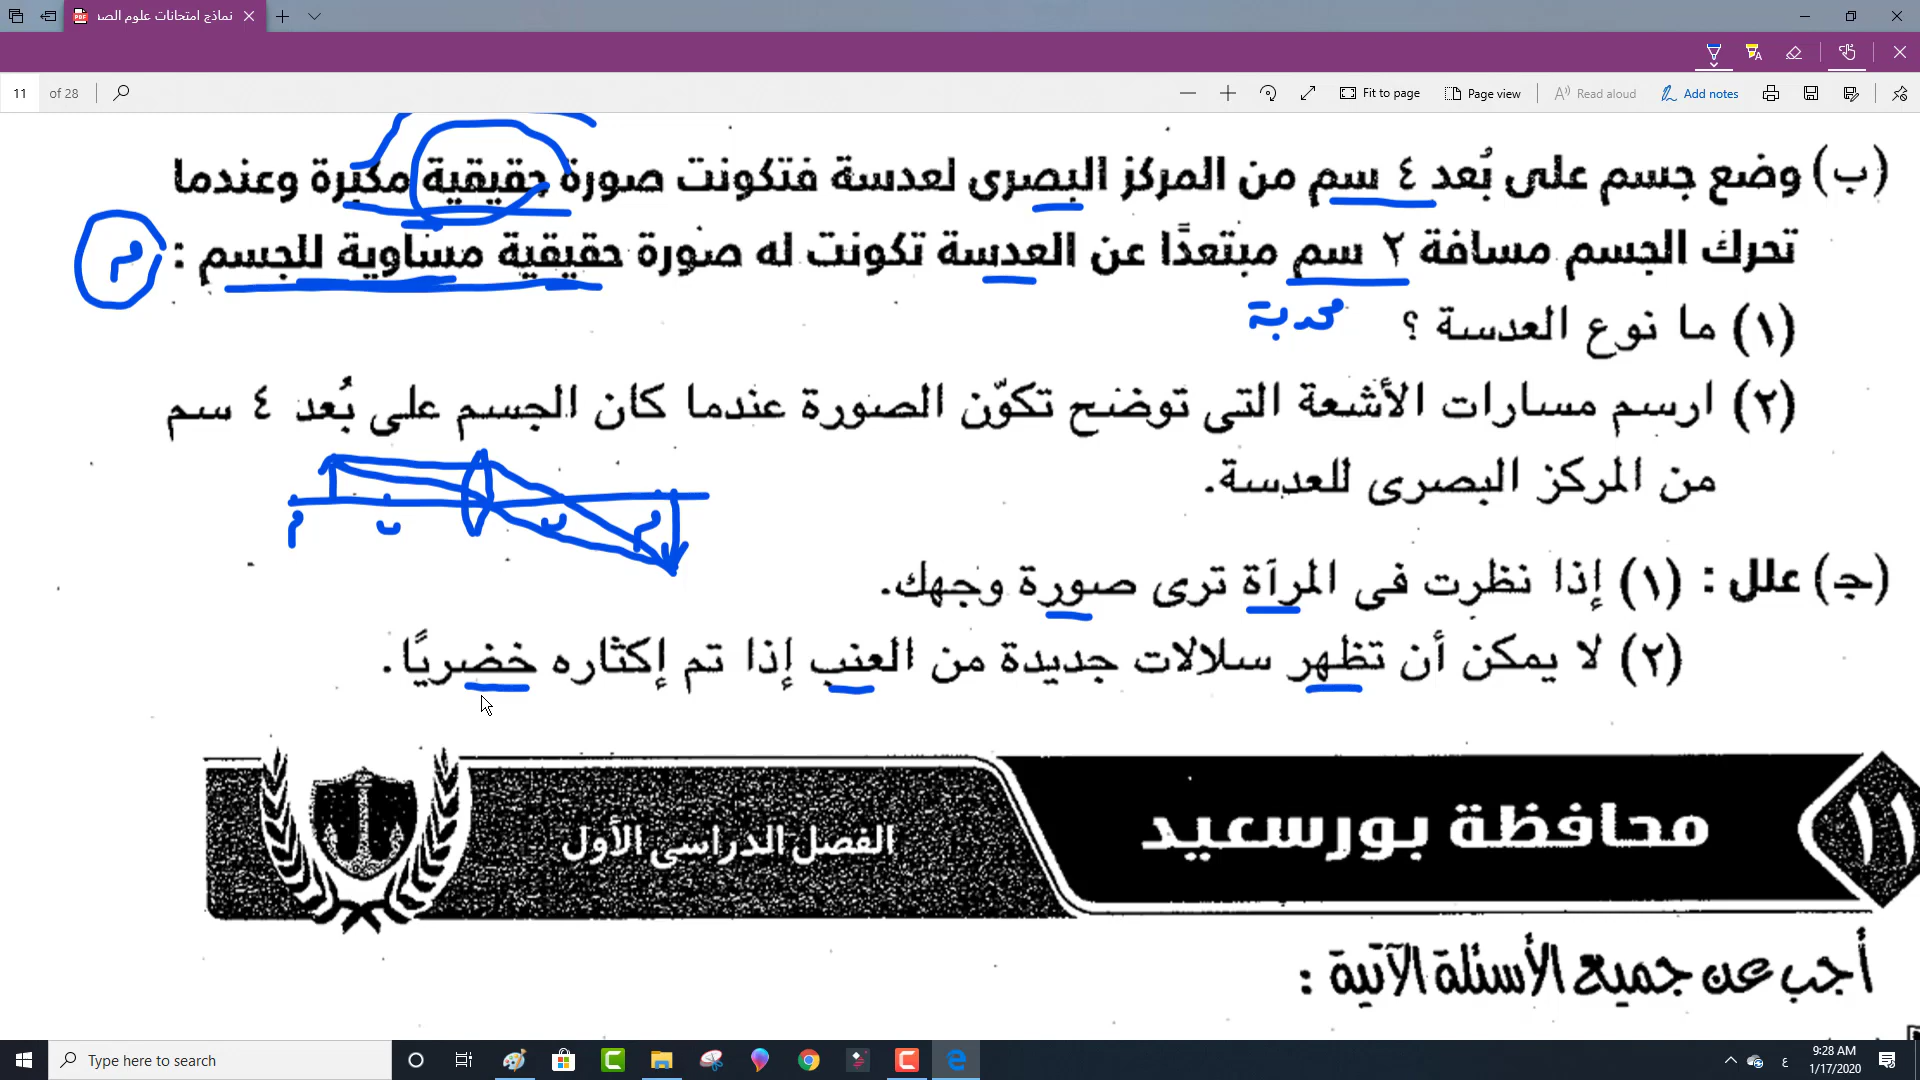 نماذج امتحانات علوم الصف
11 of 28
Fit to page
Page view
Read aloud
Add notes
(ب) وضع جسم على بُعد ٤ سم من المركز البصرى لعدسة فتكونت صورة حقيقية مكبرة وعندما
تحرك الجسم مسافة ٢ سم مبتعدًا عن العدسة تكونت له صورة حقيقية مساوية للجسم :
م
(١) ما نوع العدسة ؟
محدبة
(٢) ارسم مسارات الأشعة التى توضح تكوّن الصورة عندما كان الجسم على بُعد ٤ سم
من المركز البصرى للعدسة.
م ب ب م
(جـ) علل : (١) إذا نظرت فى المرآة ترى صورة وجهك.
(٢) لا يمكن أن تظهر سلالات جديدة من العنب إذا تم إكثاره خضريًا.
١١
محافظة بورسعيد
الفصل الدراسى الأول
أجب عن جميع الأسئلة الآتية :
Type here to search
ع
9:28 AM
1/17/2020